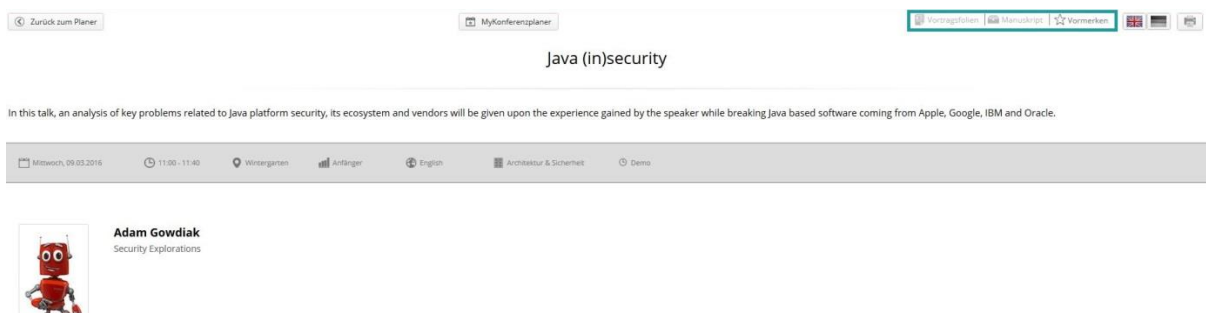 Zurück zum Planer
MyKonferenzplaner
Vortragsfolien Manuskript Vormerken
Java (in)security
In this talk, an analysis of key problems related to Java platform security, its ecosystem and vendors will be given upon the experience gained by the speaker while breaking Java based software coming from Apple, Google, IBM and Oracle.
Mittwoch, 09.03.2016 11:00 - 11:40 Wintergarten Anfänger English Architektur & Sicherheit Demo
Adam Gowdiak
Security Explorations